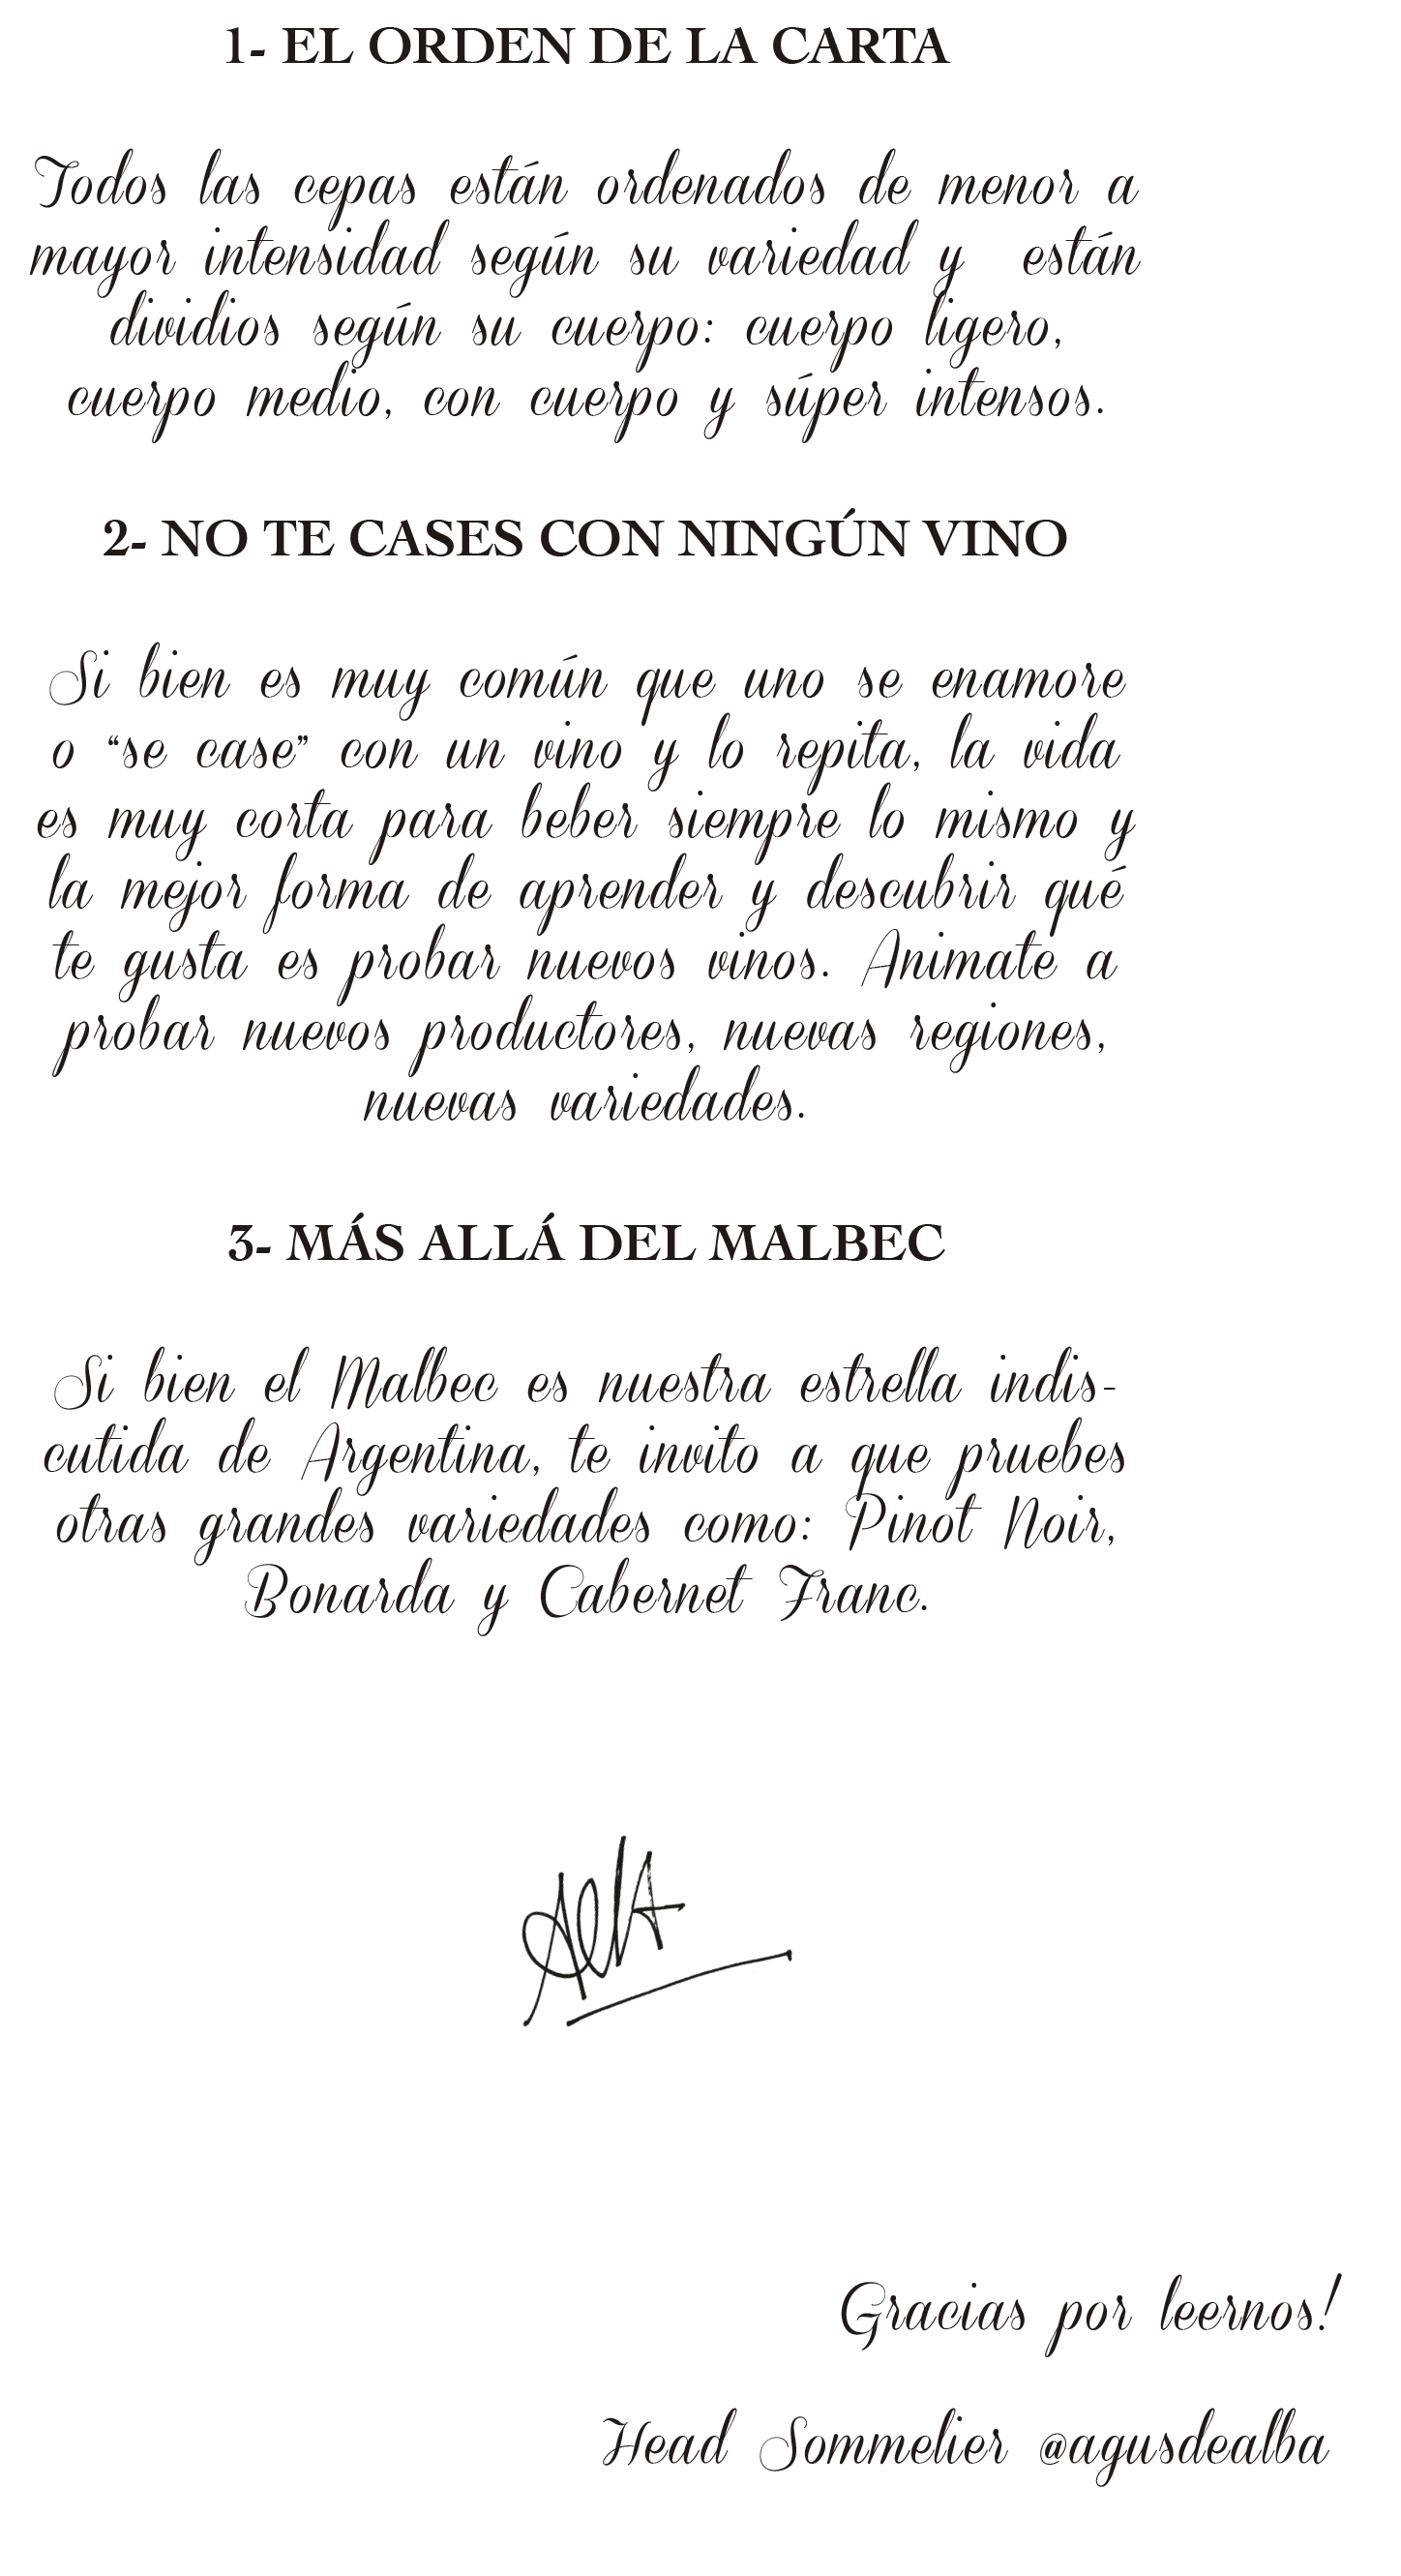 1- EL ORDEN DE LA CARTA
Todos las cepas están ordenados de menor a
mayor intensidad según su variedad y están
dividios según su cuerpo: cuerpo ligero,
cuerpo medio, con cuerpo y súper intensos.
2- NO TE CASES CON NINGÚN VINO
Si bien es muy común que uno se enamore
o “se case” con un vino y lo repita, la vida
es muy corta para beber siempre lo mismo y
la mejor forma de aprender y descubrir qué
te gusta es probar nuevos vinos. Animate a
probar nuevos productores, nuevas regiones,
nuevas variedades.
3- MÁS ALLÁ DEL MALBEC
Si bien el Malbec es nuestra estrella indis-
cutida de Argentina, te invito a que pruebes
otras grandes variedades como: Pinot Noir,
Bonarda y Cabernet Franc.
Gracias por leernos!
Head Sommelier @agusdealba